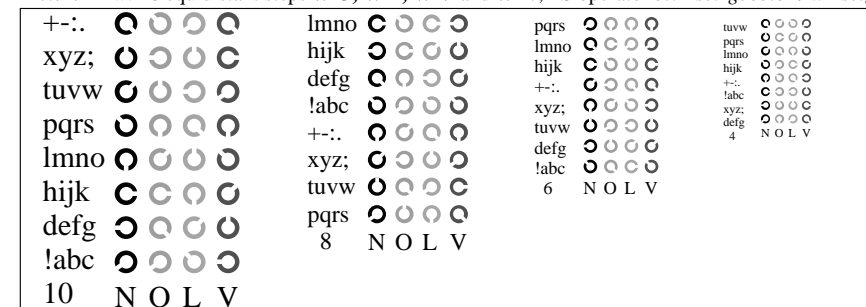 +-:.
xyz;
tuvw
pqrs
lmno
hijk
defg
!abc
10 N O L V
lmno
hijk
defg
!abc
+-:.
xyz;
tuvw
pqrs
8 N O L V
pqrs
lmno
hijk
+-:.
xyz;
tuvw
defg
!abc
6 N O L V
tuvw
pqrs
lmno
hijk
+-:.
!abc
xyz;
defg
4 N O L V